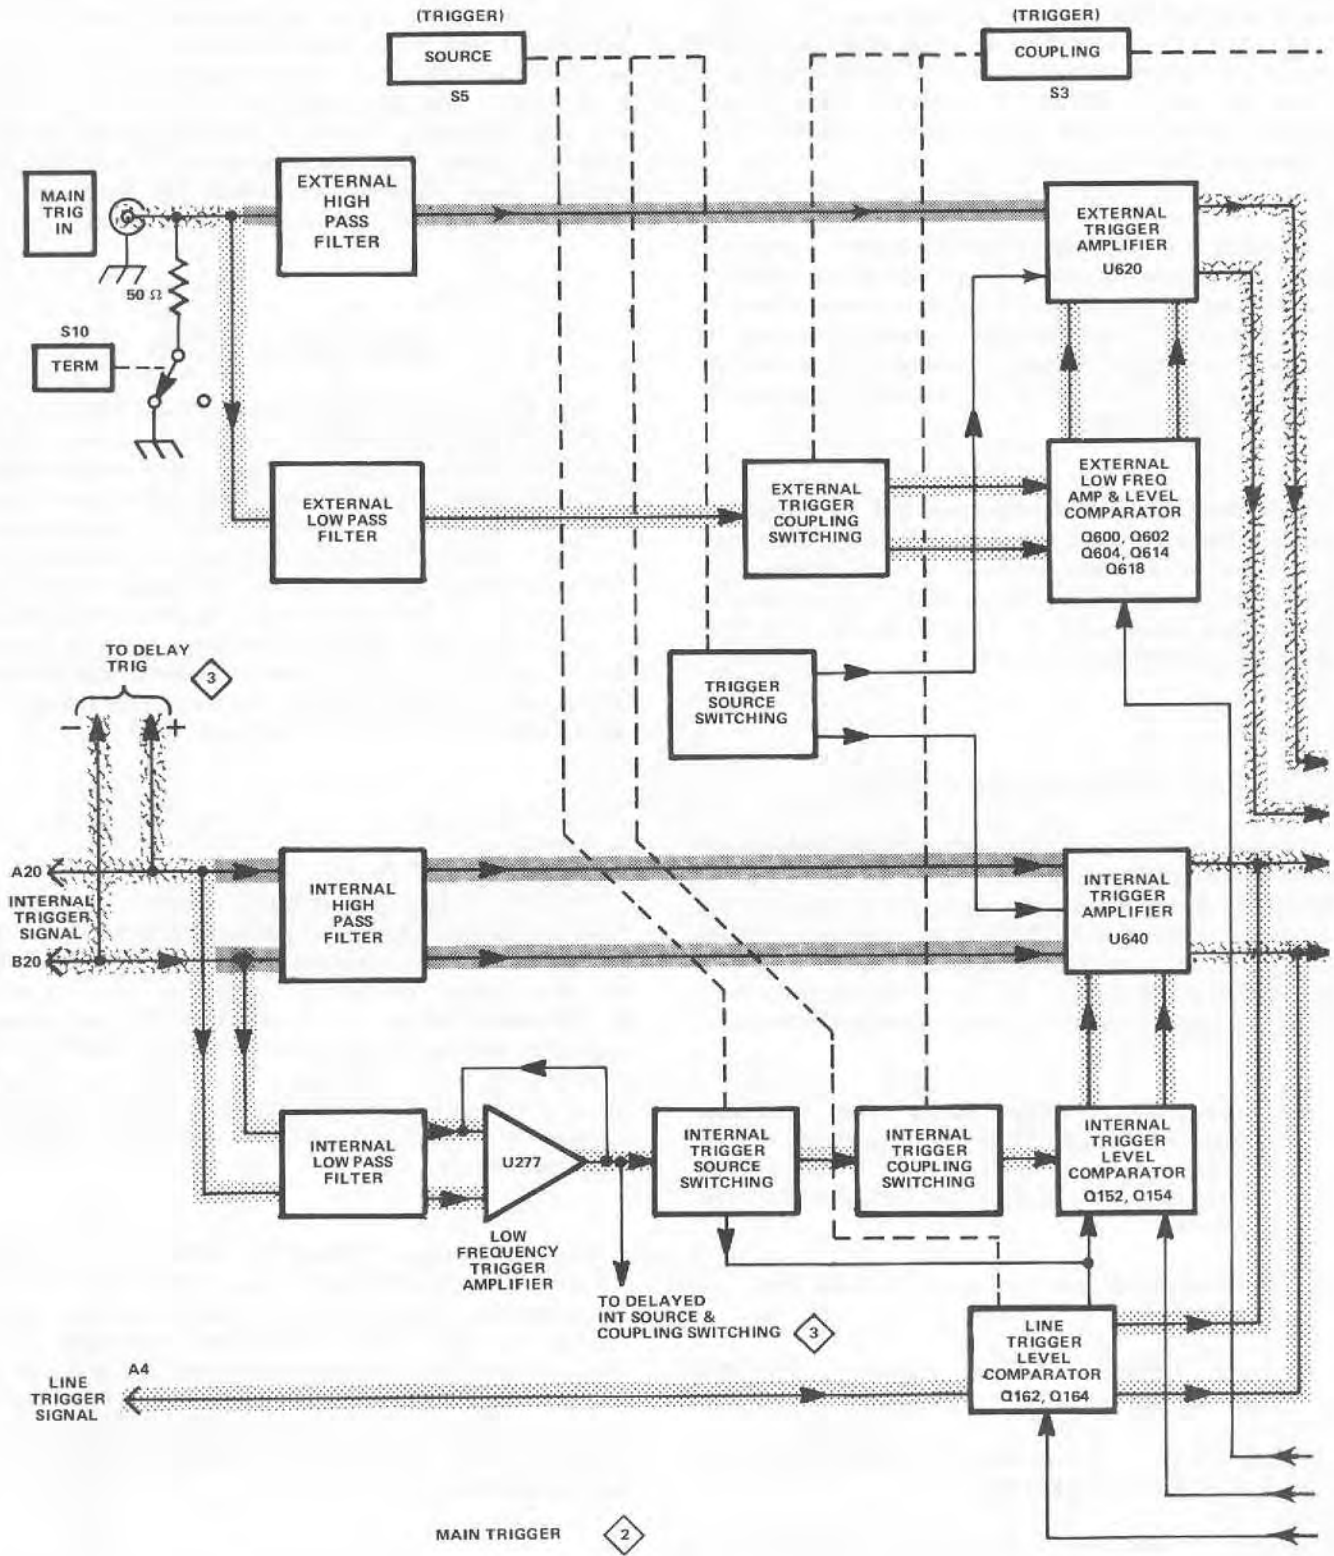 (TRIGGER)
SOURCE
S5
(TRIGGER)
COUPLING
S3
MAIN
TRIG
IN
50 Ω
S10
TERM
EXTERNAL
HIGH
PASS
FILTER
EXTERNAL
TRIGGER
AMPLIFIER
U620
EXTERNAL
LOW PASS
FILTER
EXTERNAL
TRIGGER
COUPLING
SWITCHING
EXTERNAL
LOW FREQ
AMP & LEVEL
COMPARATOR
Q600, Q602
Q604, Q614
Q618
TO DELAY
TRIG
3
− +
TRIGGER
SOURCE
SWITCHING
A20
INTERNAL
TRIGGER
SIGNAL
B20
INTERNAL
HIGH
PASS
FILTER
INTERNAL
TRIGGER
AMPLIFIER
U640
INTERNAL
LOW PASS
FILTER
U277
LOW
FREQUENCY
TRIGGER
AMPLIFIER
INTERNAL
TRIGGER
SOURCE
SWITCHING
INTERNAL
TRIGGER
COUPLING
SWITCHING
INTERNAL
TRIGGER
LEVEL
COMPARATOR
Q152, Q154
TO DELAYED
INT SOURCE &
COUPLING SWITCHING
3
LINE
TRIGGER
LEVEL
COMPARATOR
Q162, Q164
A4
LINE
TRIGGER
SIGNAL
MAIN TRIGGER
2